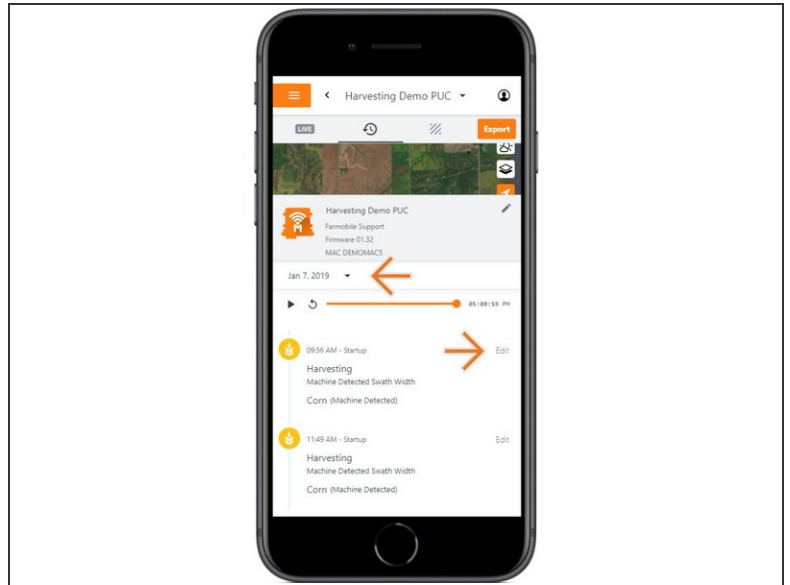 Harvesting Demo PUC
LIVE
Export
Harvesting Demo PUC
Farmobile Support
Firmware 01.32
MAC DEMOMAC5
Jan 7, 2019
05:00:59 PM
09:56 AM - Startup Edit
Harvesting
Machine Detected Swath Width
Corn (Machine Detected)
11:49 AM - Startup Edit
Harvesting
Machine Detected Swath Width
Corn (Machine Detected)